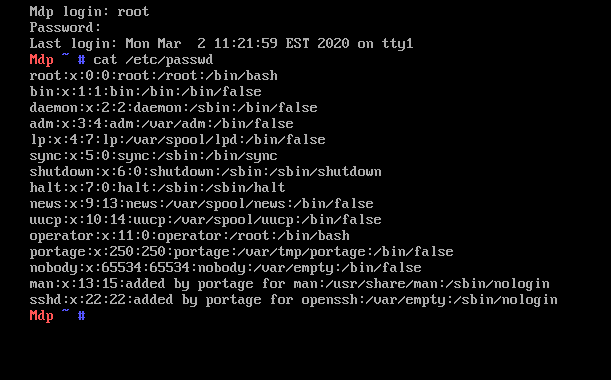 Mdp login: root
Password:
Last login: Mon Mar  2 11:21:59 EST 2020 on tty1
Mdp ~ # cat /etc/passwd
root:x:0:0:root:/root:/bin/bash
bin:x:1:1:bin:/bin:/bin/false
daemon:x:2:2:daemon:/sbin:/bin/false
adm:x:3:4:adm:/var/adm:/bin/false
lp:x:4:7:lp:/var/spool/lpd:/bin/false
sync:x:5:0:sync:/sbin:/bin/sync
shutdown:x:6:0:shutdown:/sbin:/sbin/shutdown
halt:x:7:0:halt:/sbin:/sbin/halt
news:x:9:13:news:/var/spool/news:/bin/false
uucp:x:10:14:uucp:/var/spool/uucp:/bin/false
operator:x:11:0:operator:/root:/bin/bash
portage:x:250:250:portage:/var/tmp/portage:/bin/false
nobody:x:65534:65534:nobody:/var/empty:/bin/false
man:x:13:15:added by portage for man:/usr/share/man:/sbin/nologin
sshd:x:22:22:added by portage for openssh:/var/empty:/sbin/nologin
Mdp ~ #